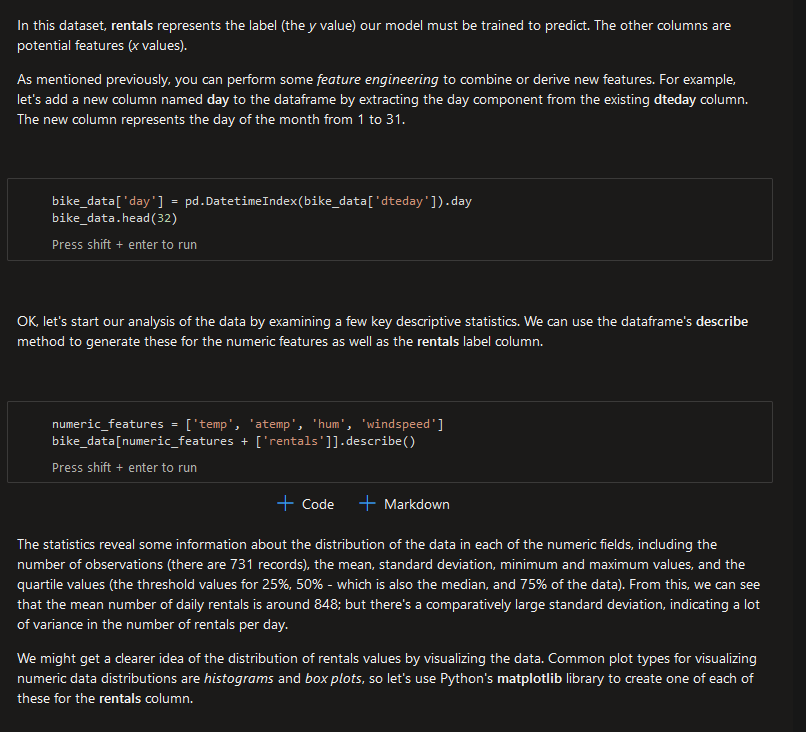 In this dataset, rentals represents the label (the y value) our model must be trained to predict. The other columns are
potential features (x values).
As mentioned previously, you can perform some feature engineering to combine or derive new features. For example,
let's add a new column named day to the dataframe by extracting the day component from the existing dteday column.
The new column represents the day of the month from 1 to 31.
bike_data['day'] = pd.DatetimeIndex(bike_data['dteday']).day
bike_data.head(32)
Press shift + enter to run
OK, let's start our analysis of the data by examining a few key descriptive statistics. We can use the dataframe's describe
method to generate these for the numeric features as well as the rentals label column.
numeric_features = ['temp', 'atemp', 'hum', 'windspeed']
bike_data[numeric_features + ['rentals']].describe()
Press shift + enter to run
+ Code + Markdown
The statistics reveal some information about the distribution of the data in each of the numeric fields, including the
number of observations (there are 731 records), the mean, standard deviation, minimum and maximum values, and the
quartile values (the threshold values for 25%, 50% - which is also the median, and 75% of the data). From this, we can see
that the mean number of daily rentals is around 848; but there's a comparatively large standard deviation, indicating a lot
of variance in the number of rentals per day.
We might get a clearer idea of the distribution of rentals values by visualizing the data. Common plot types for visualizing
numeric data distributions are histograms and box plots, so let's use Python's matplotlib library to create one of each of
these for the rentals column.